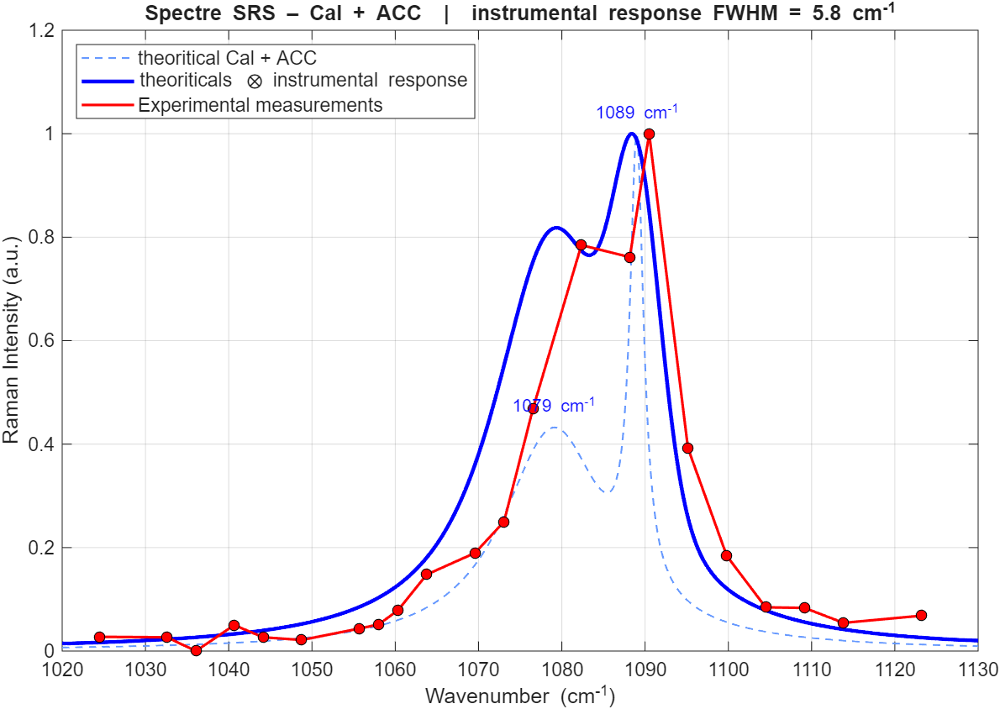 Spectre SRS – Cal + ACC | instrumental response FWHM = 5.8 cm⁻¹
theoritical Cal + ACC
theoriticals ⊗ instrumental response
Experimental measurements
1089 cm⁻¹
1079 cm⁻¹
Raman Intensity (a.u.)
1.2
1
0.8
0.6
0.4
0.2
0
1020 1030 1040 1050 1060 1070 1080 1090 1100 1110 1120 1130
Wavenumber (cm⁻¹)